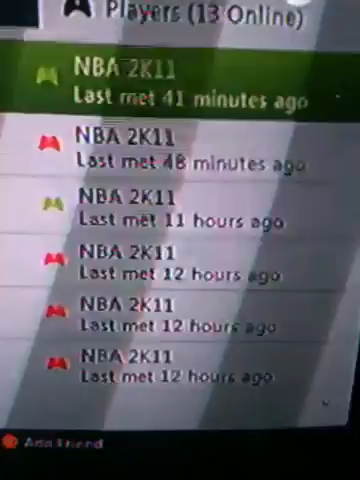 Players (13 Online)
NBA 2K11
Last met 41 minutes ago
NBA 2K11
Last met 48 minutes ago
NBA 2K11
Last met 11 hours ago
NBA 2K11
Last met 12 hours ago
NBA 2K11
Last met 12 hours ago
NBA 2K11
Last met 12 hours ago
Add Friend